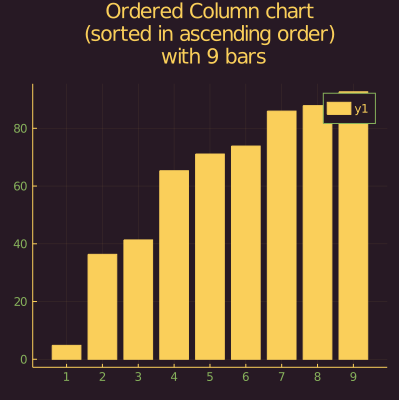 Ordered Column chart
(sorted in ascending order)
with 9 bars
y1
80
60
40
20
0
1 2 3 4 5 6 7 8 9